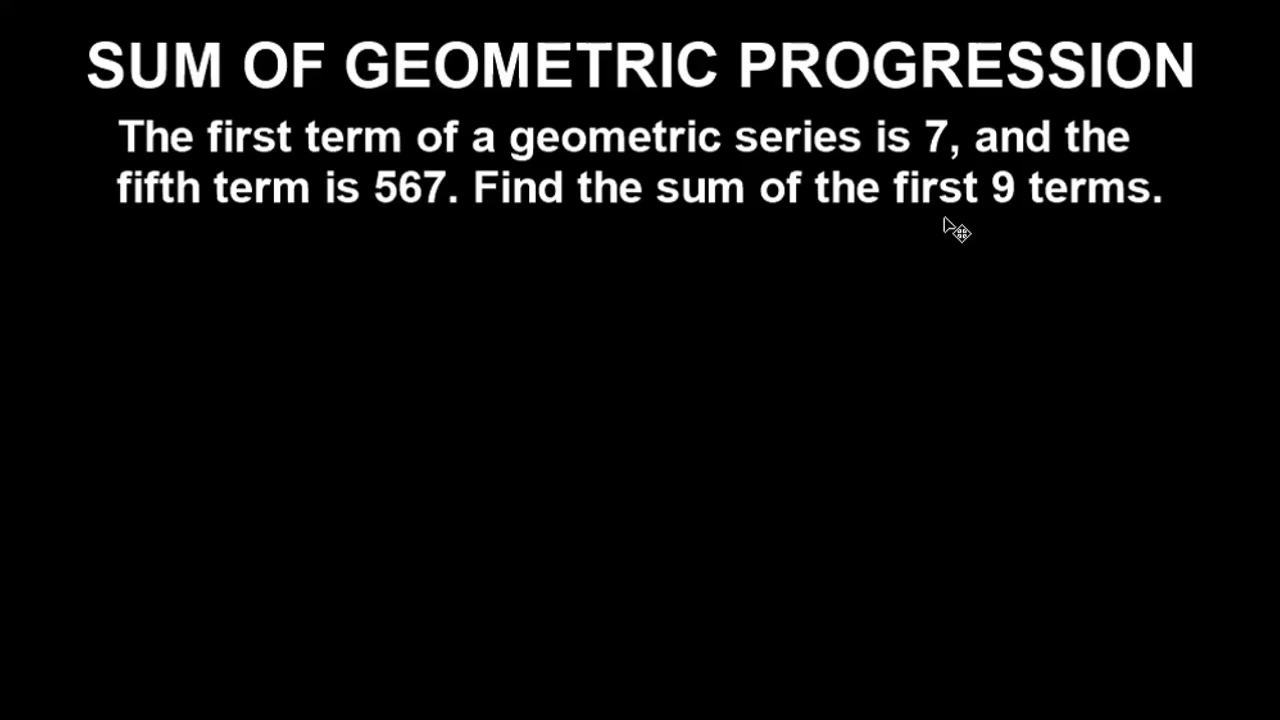 SUM OF GEOMETRIC PROGRESSION
The first term of a geometric series is 7, and the
fifth term is 567. Find the sum of the first 9 terms.